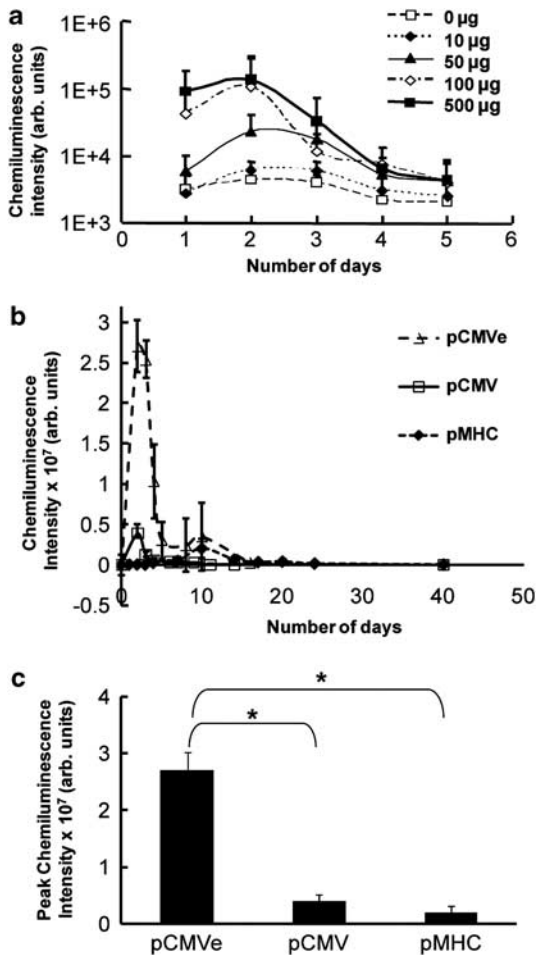 a
Chemiluminescence
intensity (arb. units)
1E+6
1E+5
1E+4
1E+3
0 µg
10 µg
50 µg
100 µg
500 µg
0 1 2 3 4 5 6
Number of days
b
Chemiluminescence
Intensity x 10⁷ (arb. units)
3
2.5
2
1.5
1
0.5
0
-0.5
pCMVe
pCMV
pMHC
0 10 20 30 40 50
Number of days
c
Peak Chemiluminescence
Intensity x 10⁷ (arb. units)
4
3
2
1
0
*
*
pCMVe pCMV pMHC